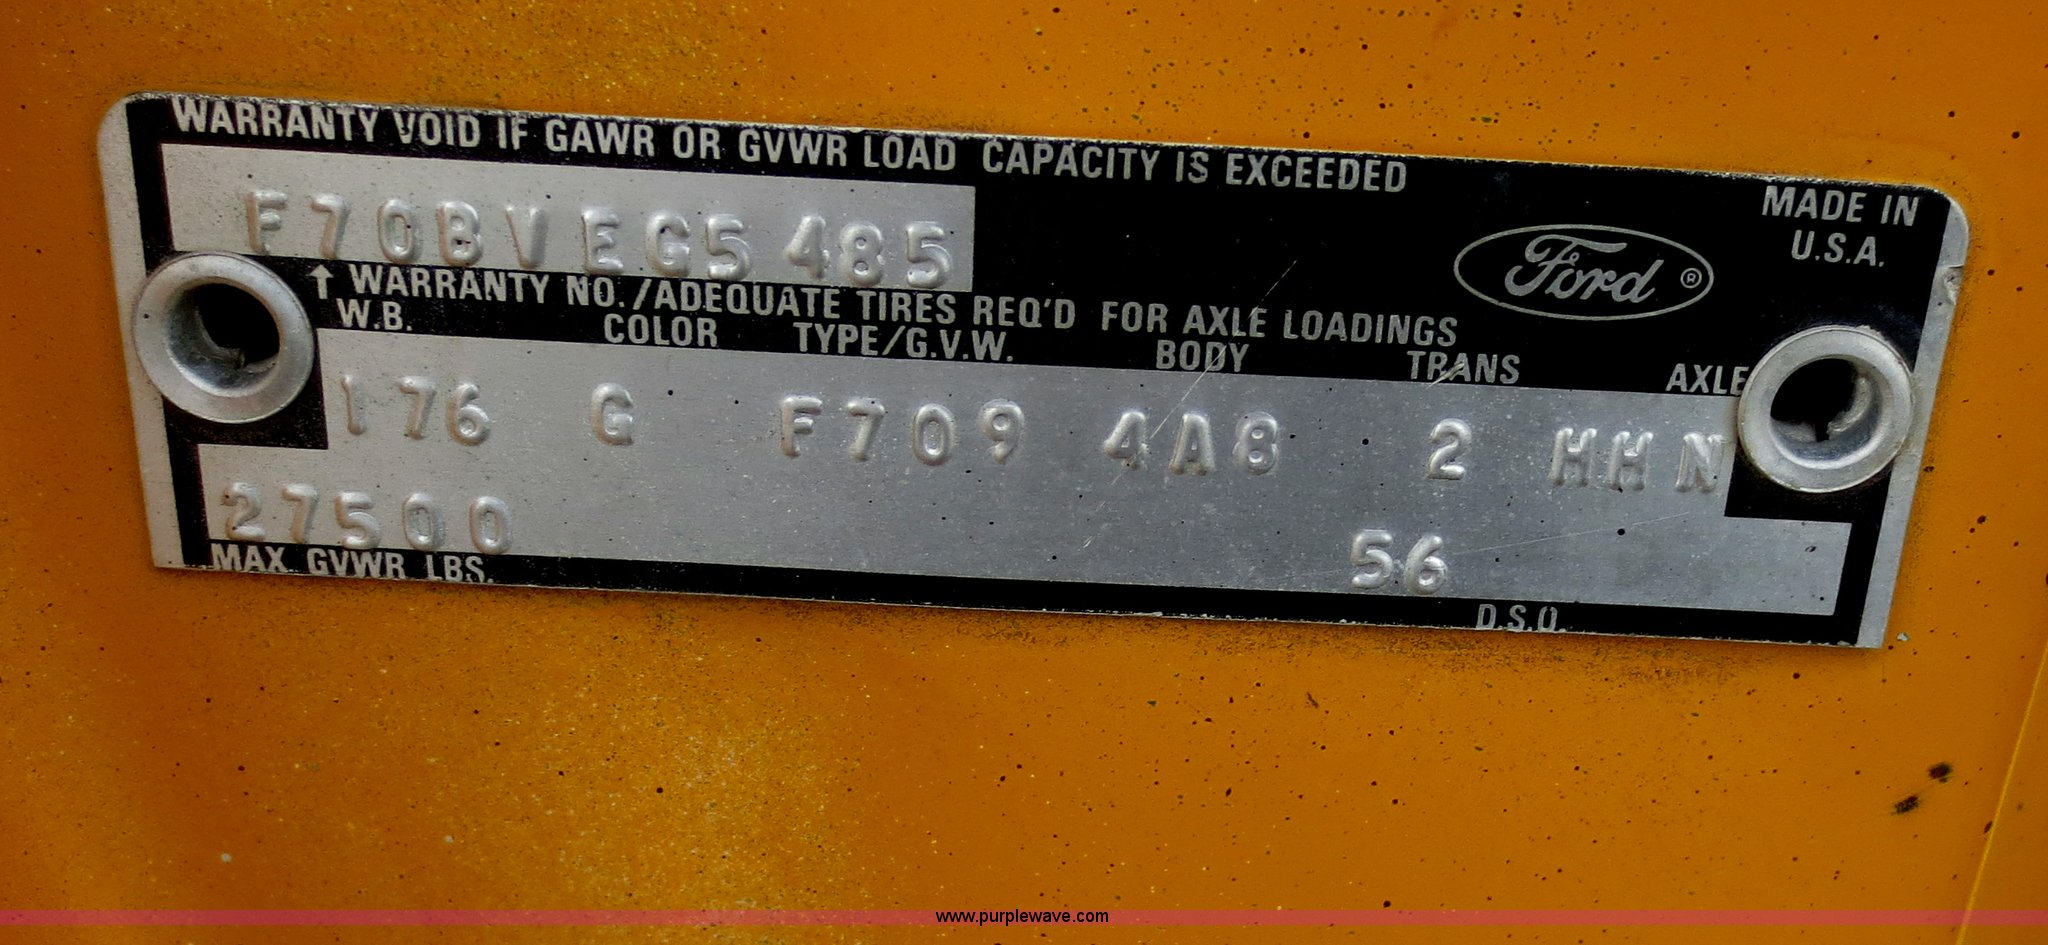 WARRANTY VOID IF GAWR OR GVWR LOAD CAPACITY IS EXCEEDED
MADE IN
U.S.A.
F70BVEG5485
Ford ®
↑ WARRANTY NO./ADEQUATE TIRES REQ'D FOR AXLE LOADINGS
W.B. COLOR TYPE/G.V.W. BODY TRANS AXLE
176 G F709 4A8 2 HHN
27500 56
MAX. GVWR LBS. D.S.O.
www.purplewave.com